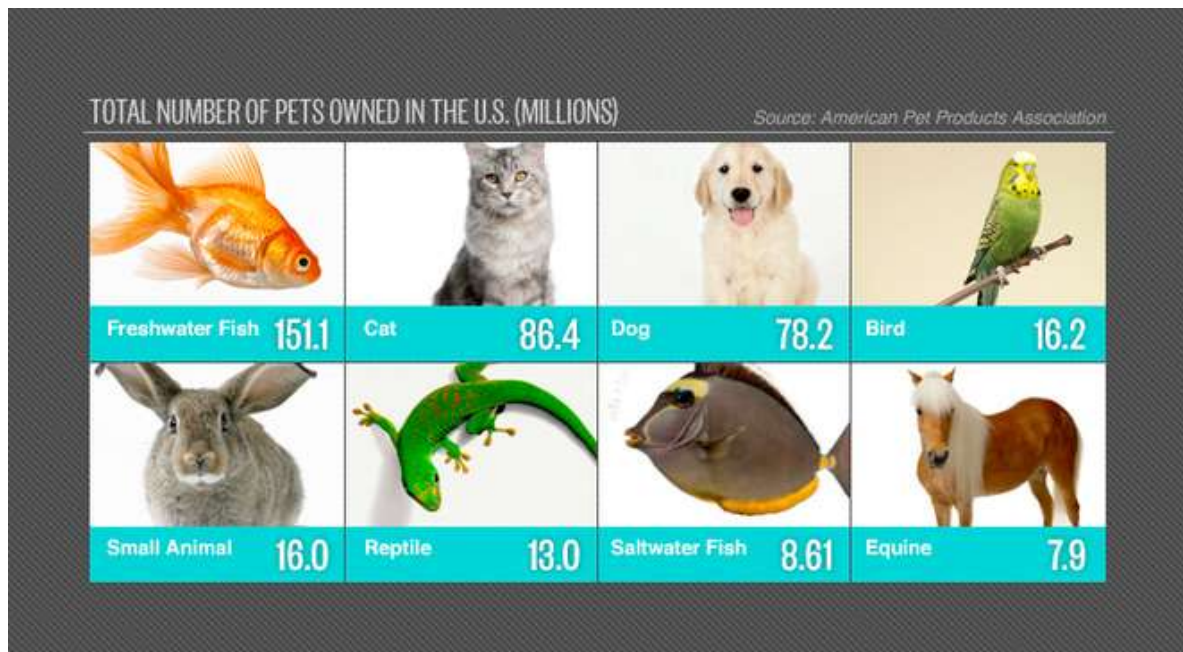 TOTAL NUMBER OF PETS OWNED IN THE U.S. (MILLIONS)
Source: American Pet Products Association
Freshwater Fish 151.1
Cat 86.4
Dog 78.2
Bird 16.2
Small Animal 16.0
Reptile 13.0
Saltwater Fish 8.61
Equine 7.9